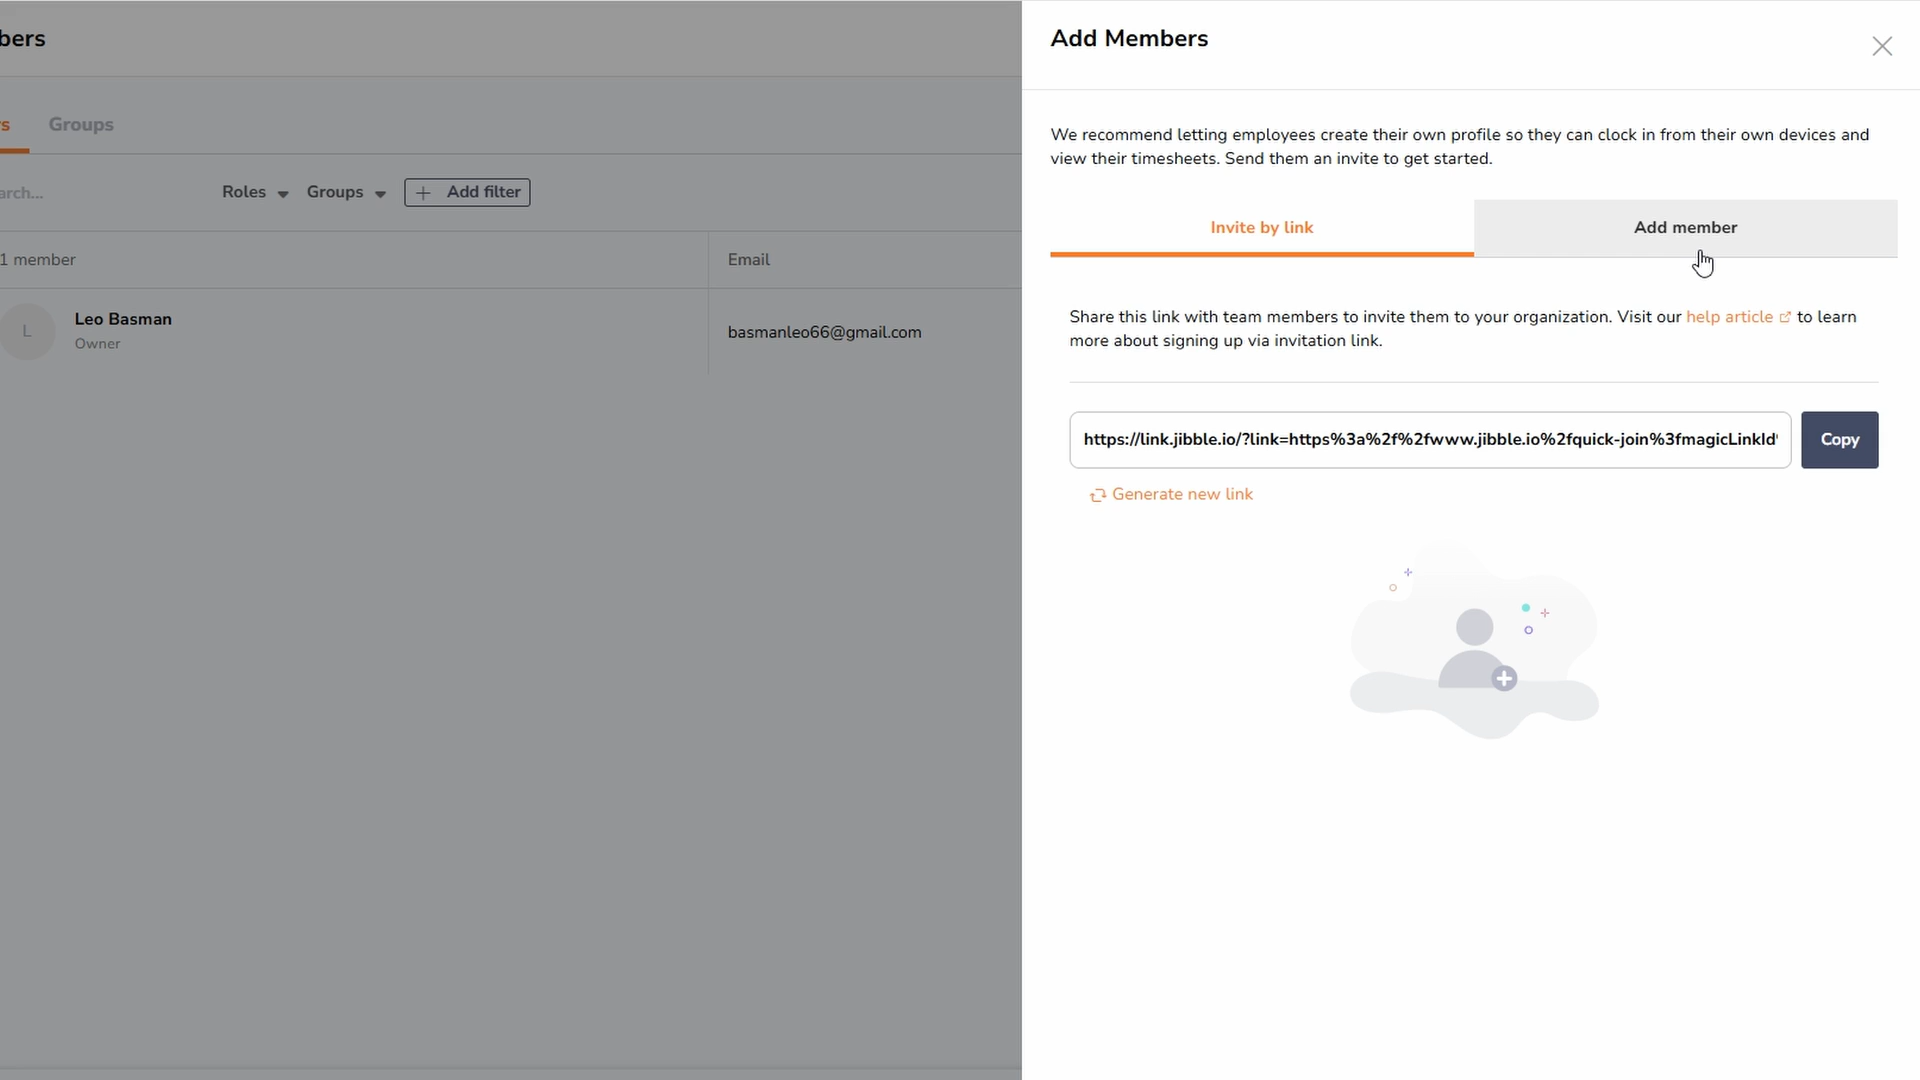 bers
Add Members
s Groups
We recommend letting employees create their own profile so they can clock in from their own devices and
view their timesheets. Send them an invite to get started.
arch...
Roles Groups Add filter
Invite by link Add member
1 member Email
L
Leo Basman
Owner
basmanleo66@gmail.com
Share this link with team members to invite them to your organization. Visit our help article to learn
more about signing up via invitation link.
https://link.jibble.io/?link=https%3a%2f%2fwww.jibble.io%2fquick-join%3fmagicLinkId
Copy
Generate new link